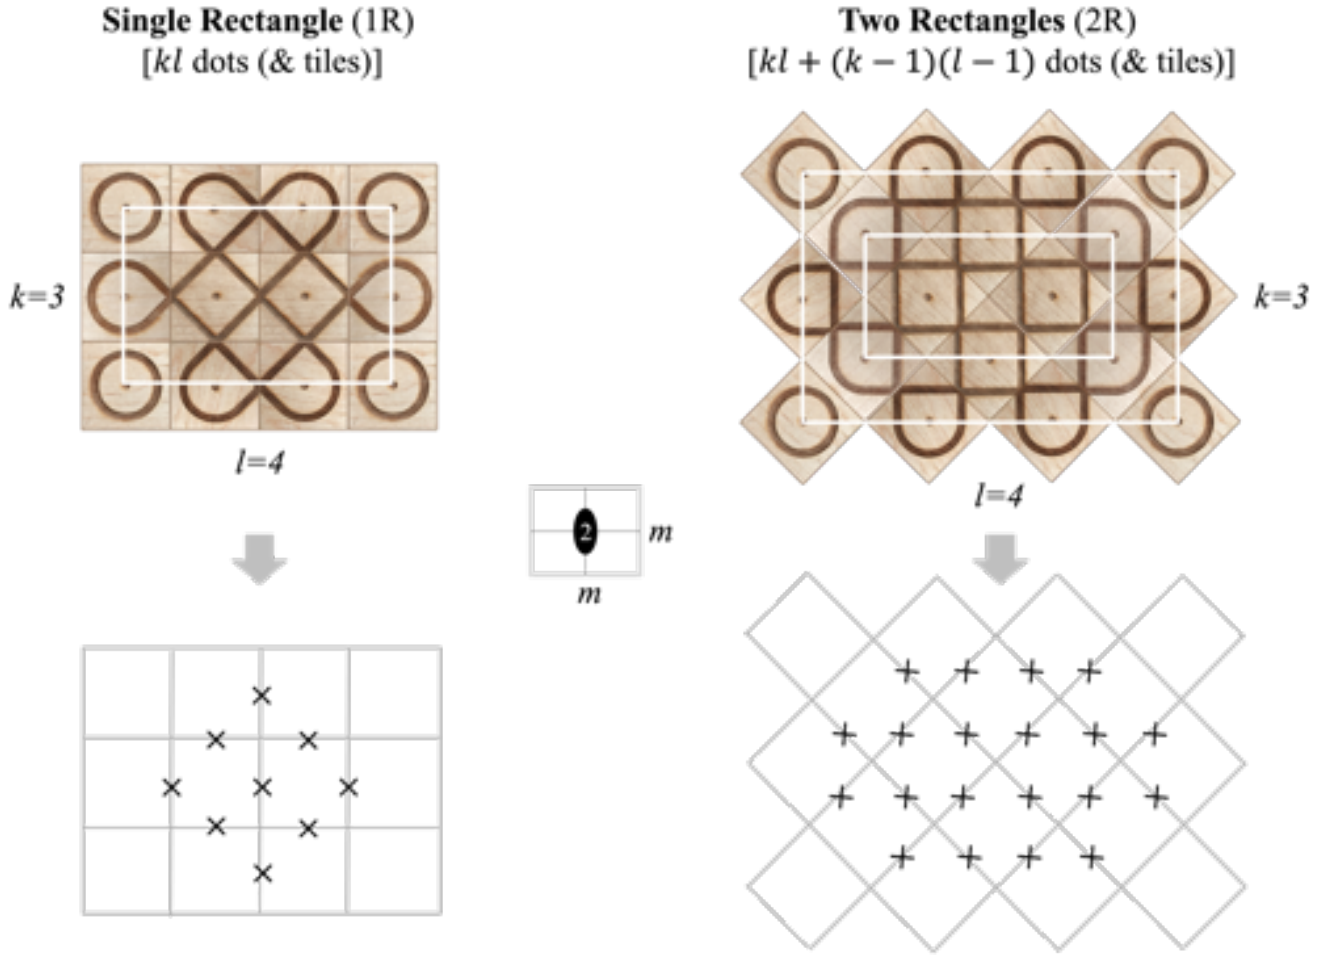 Single Rectangle (1R)
[kl dots (& tiles)]
Two Rectangles (2R)
[kl + (k − 1)(l − 1) dots (& tiles)]
k=3
k=3
l=4
l=4
2
m
m